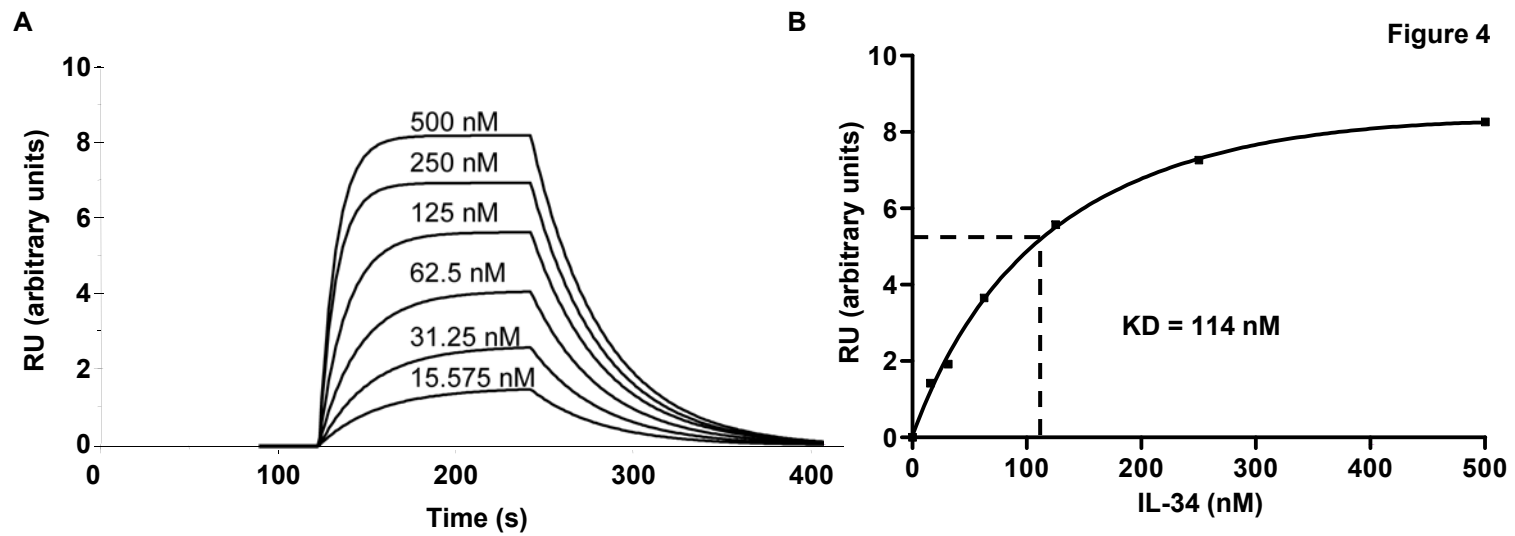 A
B
Figure 4
10
8
6
4
2
0
RU (arbitrary units)
500 nM
250 nM
125 nM
62.5 nM
31.25 nM
15.575 nM
0
100
200
300
400
Time (s)
10
8
6
4
2
0
RU (arbitrary units)
KD = 114 nM
0
100
200
300
400
500
IL-34 (nM)